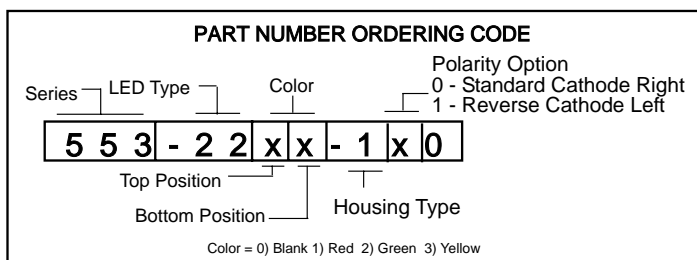 PART NUMBER ORDERING CODE
Polarity Option
0 - Standard Cathode Right
1 - Reverse Cathode Left
Series
LED Type
Color
5 5 3 - 2 2 x x - 1 x 0
Top Position
Bottom Position
Housing Type
Color = 0) Blank 1) Red 2) Green 3) Yellow